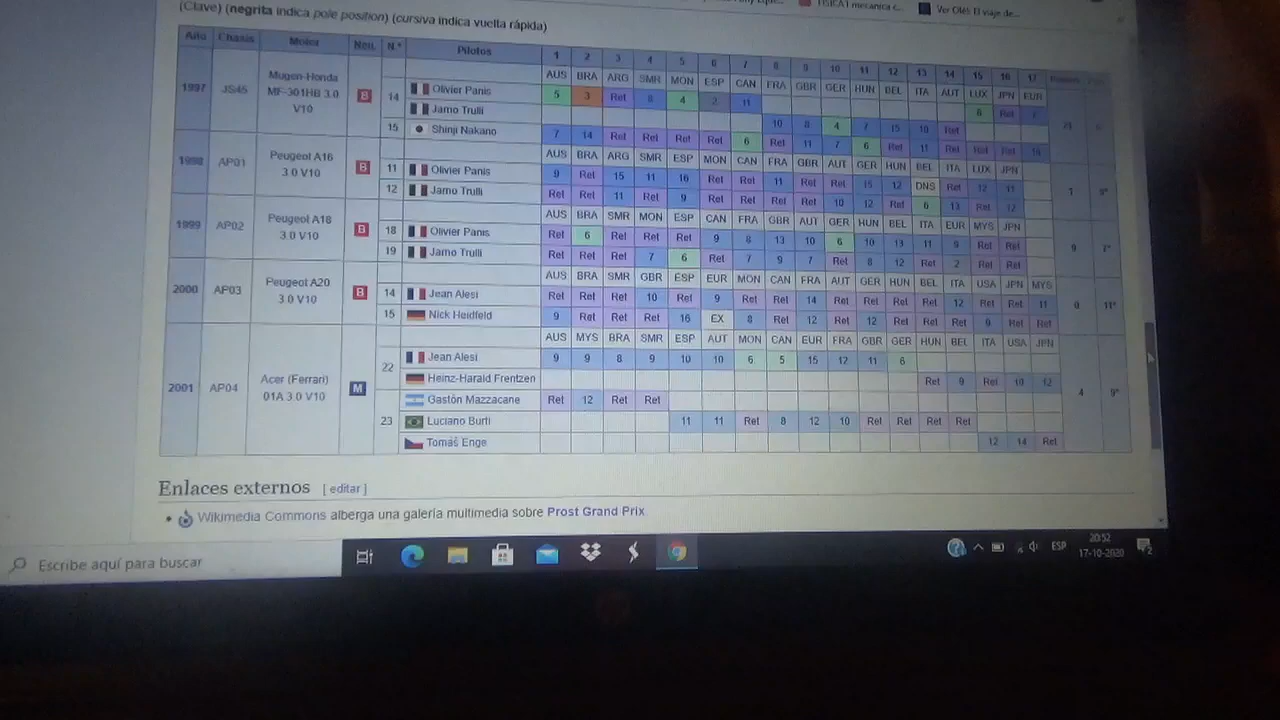 (Clave) (negrita indica pole position) (cursiva indica vuelta rápida)
Ver Olés El viaje de...
Año Chasis Motor Neu. N.° Pilotos 1 2 3 4 5 6 7 8 9 10 11 12 13 14 15 16 17
1997 JS45 Mugen-Honda MF-301HB 3.0 V10 B
AUS BRA ARG SMR MON ESP CAN FRA GBR GER HUN BEL ITA AUT LUX JPN EUR
14 Olivier Panis 5 3 Ret 8 4 2 11 6 Ret 7
Jarno Trulli 10 8 4 7 15 10 Ret
15 Shinji Nakano 7 14 Ret Ret Ret Ret 6 Ret 11 7 6 Ret 11 Ret Ret Ret
1998 AP01 Peugeot A16 3.0 V10 B
AUS BRA ARG SMR ESP MON CAN FRA GBR AUT GER HUN BEL ITA LUX JPN
11 Olivier Panis 9 Ret 15 11 16 Ret Ret 11 Ret Ret 15 12 DNS Ret 12 11
12 Jarno Trulli Ret Ret 11 Ret 9 Ret Ret Ret Ret 10 12 Ret 6 13 Ret 12
1 9°
1999 AP02 Peugeot A18 3.0 V10 B
AUS BRA SMR MON ESP CAN FRA GBR AUT GER HUN BEL ITA EUR MYS JPN
18 Olivier Panis Ret 6 Ret Ret Ret 9 8 13 10 6 10 13 11 9 Ret Ret
19 Jarno Trulli Ret Ret Ret 7 6 Ret 7 9 7 Ret 8 12 Ret 2 Ret Ret
9 7°
2000 AP03 Peugeot A20 3.0 V10 B
AUS BRA SMR GBR ESP EUR MON CAN FRA AUT GER HUN BEL ITA USA JPN MYS
14 Jean Alesi Ret Ret Ret 10 Ret 9 Ret Ret 14 Ret Ret Ret Ret 12 Ret Ret 11
15 Nick Heidfeld 9 Ret Ret Ret 16 EX 8 Ret 12 Ret 12 Ret Ret Ret 9 Ret Ret
0 11°
2001 AP04 Acer (Ferrari) 01A 3.0 V10 M
AUS MYS BRA SMR ESP AUT MON CAN EUR FRA GBR GER HUN BEL ITA USA JPN
22 Jean Alesi 9 9 8 9 10 10 6 5 15 12 11 6
Heinz-Harald Frentzen Ret 9 Ret 10 12
23 Gastón Mazzacane Ret 12 Ret Ret
Luciano Burti 11 11 Ret 8 12 10 Ret Ret Ret Ret
Tomáš Enge 12 14 Ret
4 9°
Enlaces externos [ editar ]
Wikimedia Commons alberga una galería multimedia sobre Prost Grand Prix.
Escribe aquí para buscar
ESP
20:52
17-10-2020
2